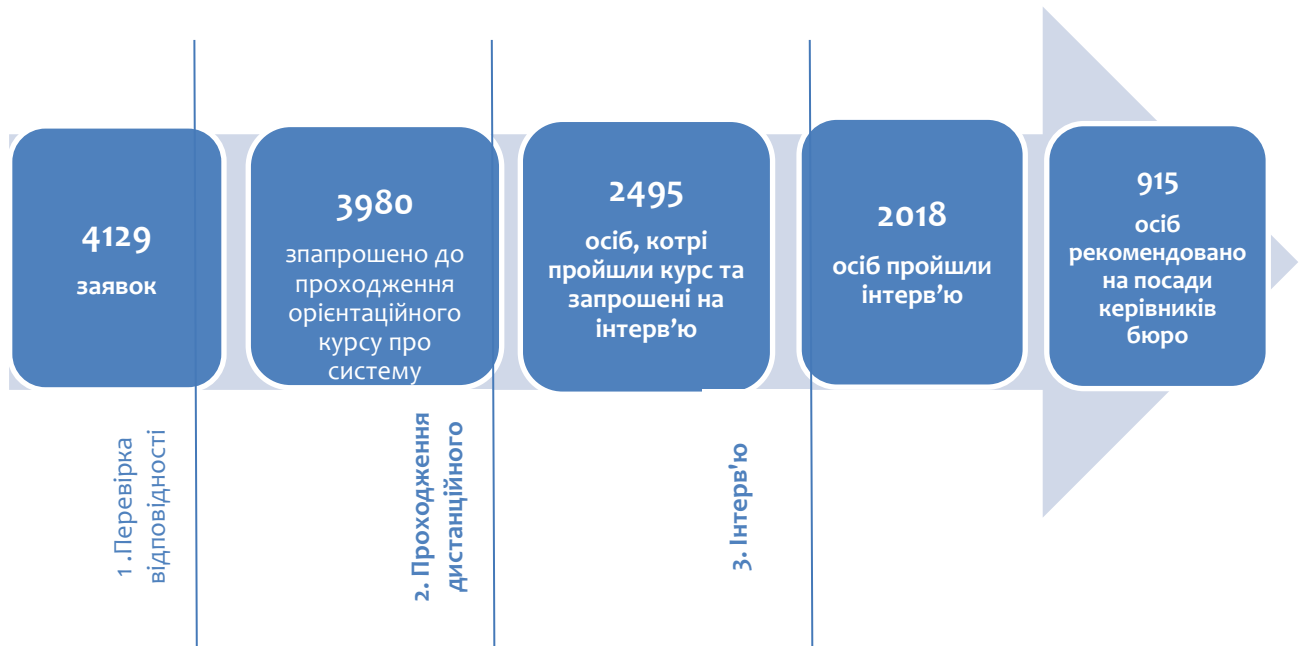 4129
заявок
3980
зпапрошено до
проходження
орієнтаційного
курсу про
систему
2495
осіб, котрі
пройшли курс та
запрошені на
інтерв’ю
2018
осіб пройшли
інтерв’ю
915
осіб
рекомендовано
на посади
керівників
бюро
1 .Перевірка
відповідності
2. Проходження
дистанційного
3. Інтерв'ю